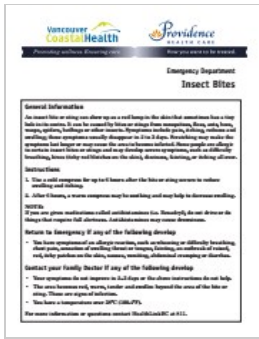 Vancouver
CoastalHealth
Providence
HEALTH CARE
Promoting wellness. Ensuring care.
How you want to be treated.
Emergency Department
Insect Bites
General Information
An insect bite or sting can show up as a red lump in the skin that sometimes has a tiny
hole in its centre. It can be caused by bites or stings from mosquitoes, fleas, ants, bees,
wasps, spiders, bedbugs or other insects. Symptoms include pain, itching, redness and
swelling; these symptoms usually disappear in 2 to 3 days. Scratching may make the
symptoms last longer or may cause the area to become infected. Some people are allergic
to certain insect bites or stings and may develop severe symptoms, such as difficulty
breathing, hives (itchy red blotches on the skin), dizziness, fainting, or itching all over.
Instructions
1. Use a cold compress for up to 6 hours after the bite or sting occurs to reduce
swelling and itching.
2. After 6 hours, a warm compress may be soothing and may help to decrease swelling.
NOTE:
If you are given medications called antihistamines (i.e. Benadryl), do not drive or do
things that require full alertness. Antihistamines may cause drowsiness.
Return to Emergency if any of the following develop
• You have symptoms of an allergic reaction, such as wheezing or difficulty breathing,
chest pain, sensation of swelling throat or tongue, fainting, an outbreak of raised,
red, itchy patches on the skin, nausea, vomiting, abdominal cramping or diarrhea.
Contact your Family Doctor if any of the following develop
• Your symptoms do not improve in 2-3 days or the above instructions do not help.
• The area becomes red, warm, tender and swollen beyond the area of the bite or
sting. These are signs of infection.
• You have a temperature over
For more information or questions contact HealthLinkBC at 811.